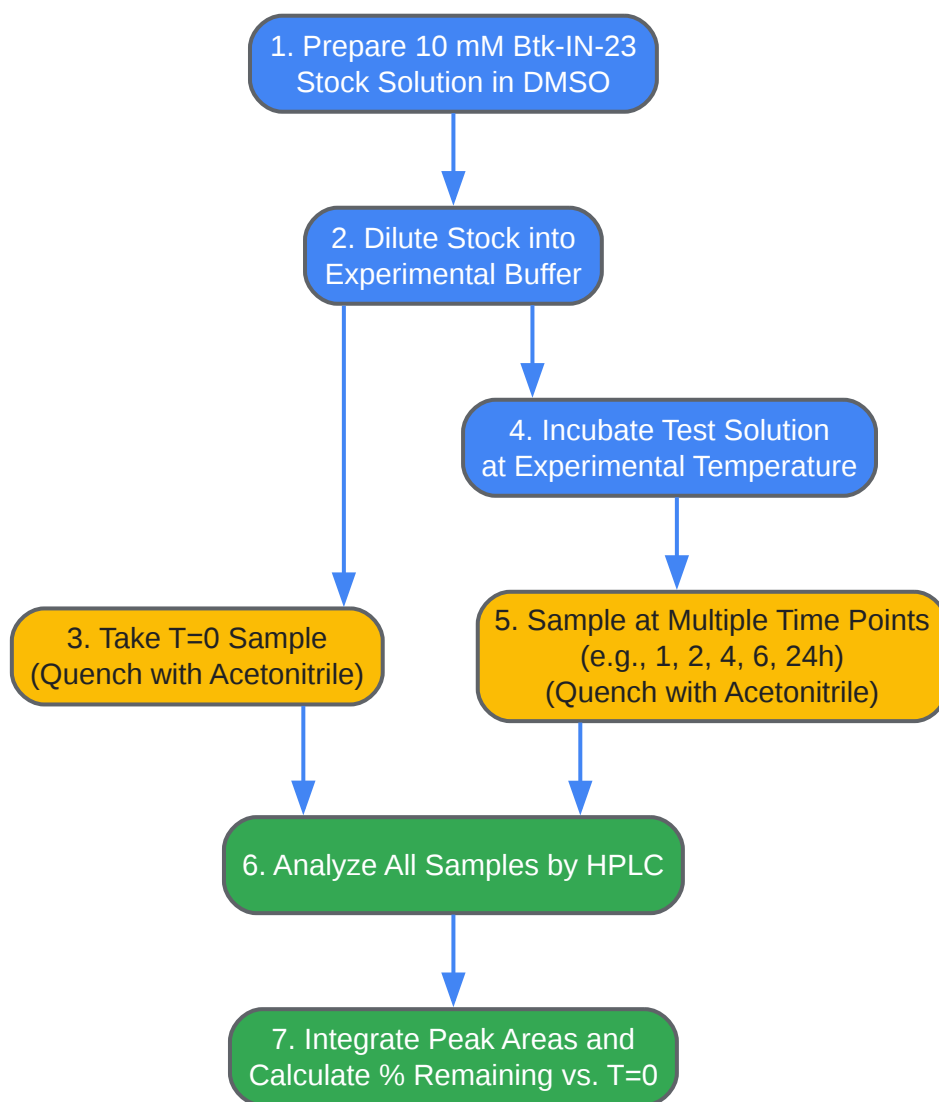 1. Prepare 10 mM Btk-IN-23
Stock Solution in DMSO
2. Dilute Stock into
Experimental Buffer
4. Incubate Test Solution
at Experimental Temperature
3. Take T=0 Sample
(Quench with Acetonitrile)
5. Sample at Multiple Time Points
(e.g., 1, 2, 4, 6, 24h)
(Quench with Acetonitrile)
6. Analyze All Samples by HPLC
7. Integrate Peak Areas and
Calculate % Remaining vs. T=0